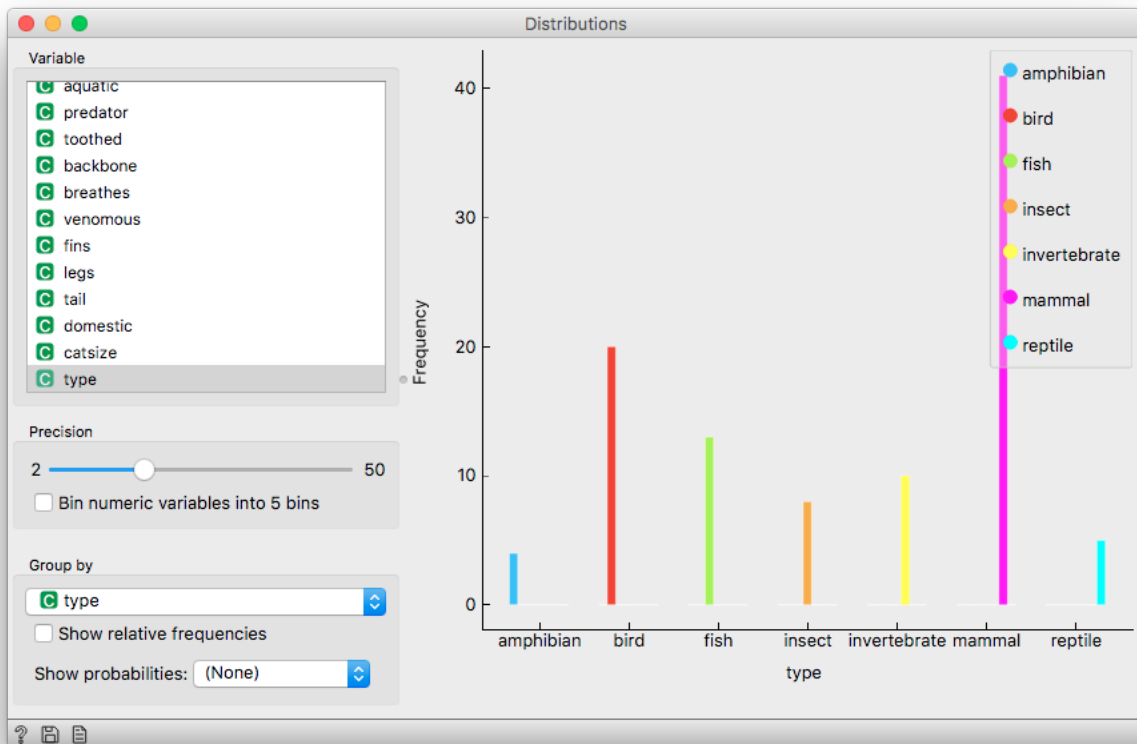 Distributions
Variable
C aquatic
C predator
C toothed
C backbone
C breathes
C venomous
C fins
C legs
C tail
C domestic
C catsize
C type
Precision
2 50
Bin numeric variables into 5 bins
Group by
C type
Show relative frequencies
Show probabilities: (None)
Frequency
40
30
20
10
0
amphibian bird fish insect invertebrate mammal reptile
type
amphibian
bird
fish
insect
invertebrate
mammal
reptile
?